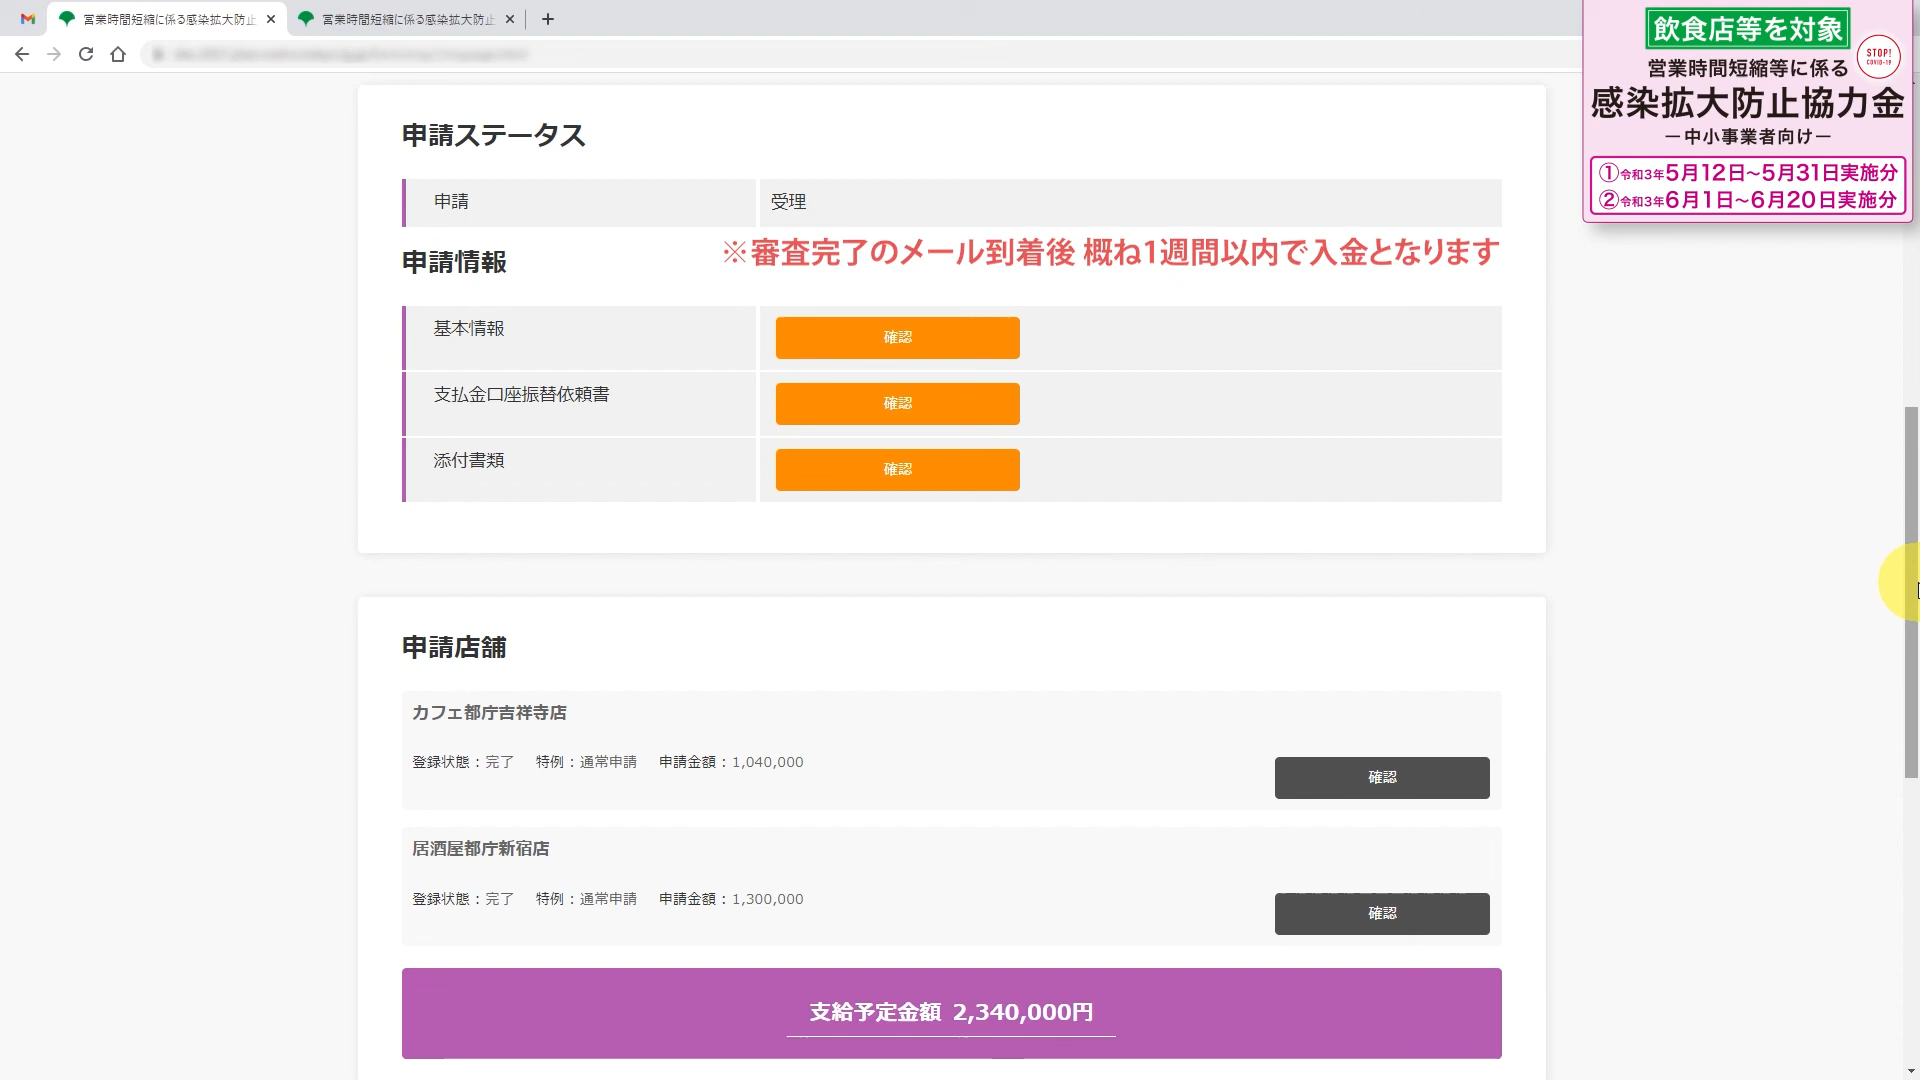 営業時間短縮に係る感染拡大防止
営業時間短縮に係る感染拡大防止
飲食店等を対象
STOP!
COVID-19
営業時間短縮等に係る
感染拡大防止協力金
―中小事業者向け―
①令和3年5月12日~5月31日実施分
②令和3年6月1日~6月20日実施分
申請ステータス
申請 受理
※審査完了のメール到着後 概ね1週間以内で入金となります
申請情報
基本情報 確認
支払金口座振替依頼書 確認
添付書類 確認
申請店舗
カフェ都庁吉祥寺店
登録状態:完了 特例:通常申請 申請金額:1,040,000
確認
居酒屋都庁新宿店
登録状態:完了 特例:通常申請 申請金額:1,300,000
確認
支給予定金額 2,340,000円